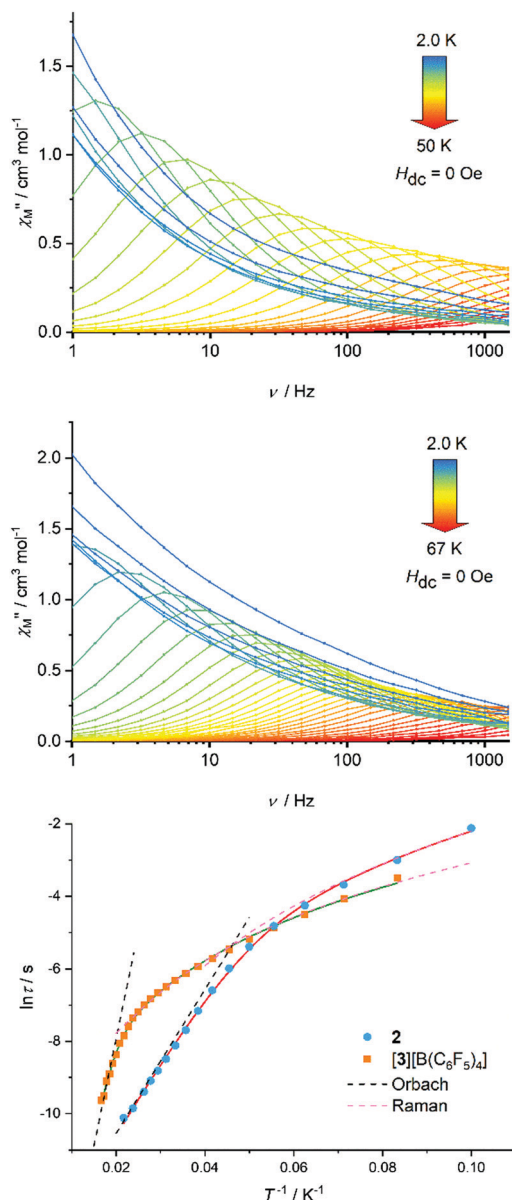 1.5
1.0
0.5
0.0
χM'' / cm³ mol⁻¹
2.0 K
50 K
Hdc = 0 Oe
1 10 100 1000
ν / Hz
2.0
1.5
1.0
0.5
0.0
χM'' / cm³ mol⁻¹
2.0 K
67 K
Hdc = 0 Oe
1 10 100 1000
ν / Hz
-2
-4
-6
-8
-10
ln τ / s
2
[3][B(C₆F₅)₄]
Orbach
Raman
0.02 0.04 0.06 0.08 0.10
T⁻¹ / K⁻¹